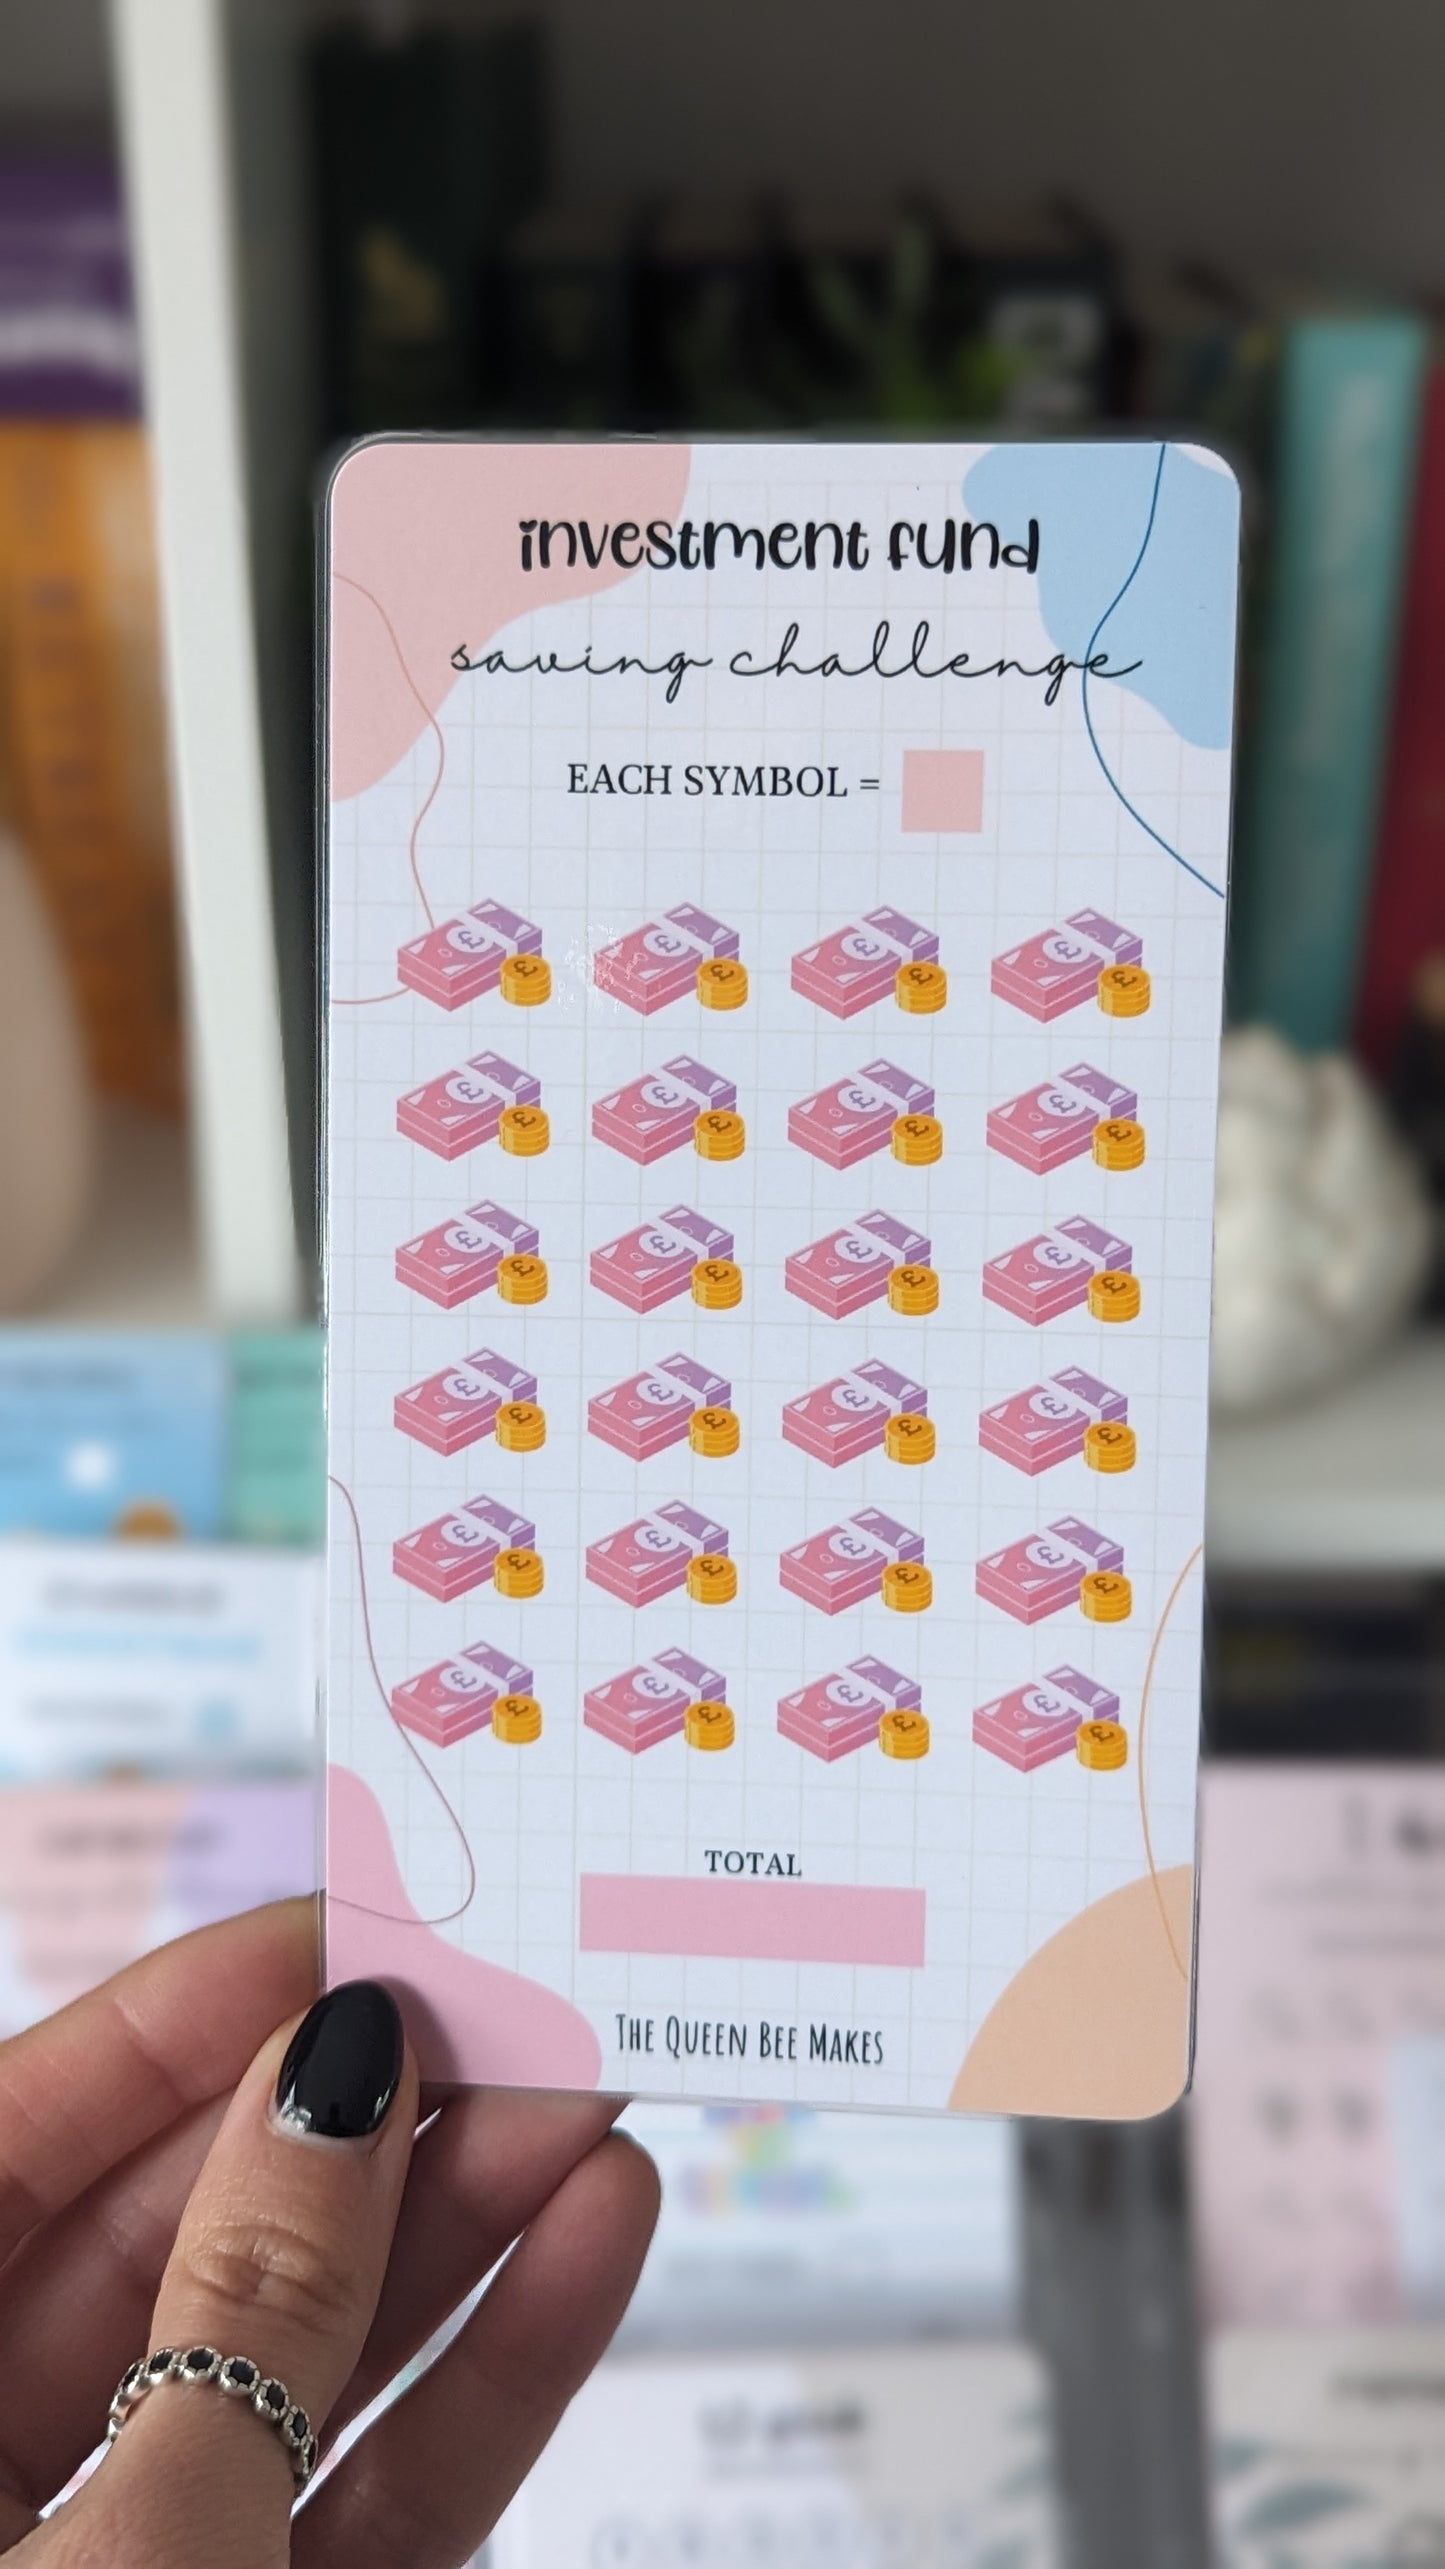 investment fund
saving challenge
EACH SYMBOL =
TOTAL
THE QUEEN BEE MAKES